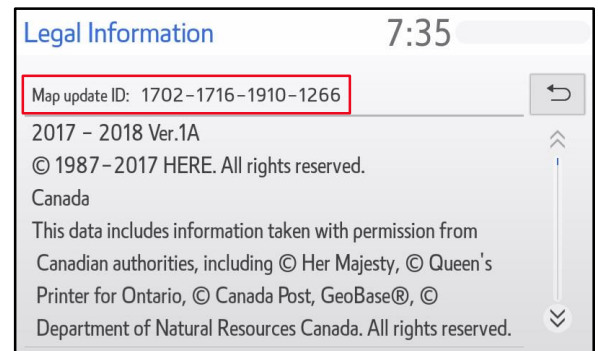 Legal Information 7:35
Map update ID: 1702-1716-1910-1266
2017 - 2018 Ver.1A
© 1987-2017 HERE. All rights reserved.
Canada
This data includes information taken with permission from
Canadian authorities, including © Her Majesty, © Queen's
Printer for Ontario, © Canada Post, GeoBase®, ©
Department of Natural Resources Canada. All rights reserved.